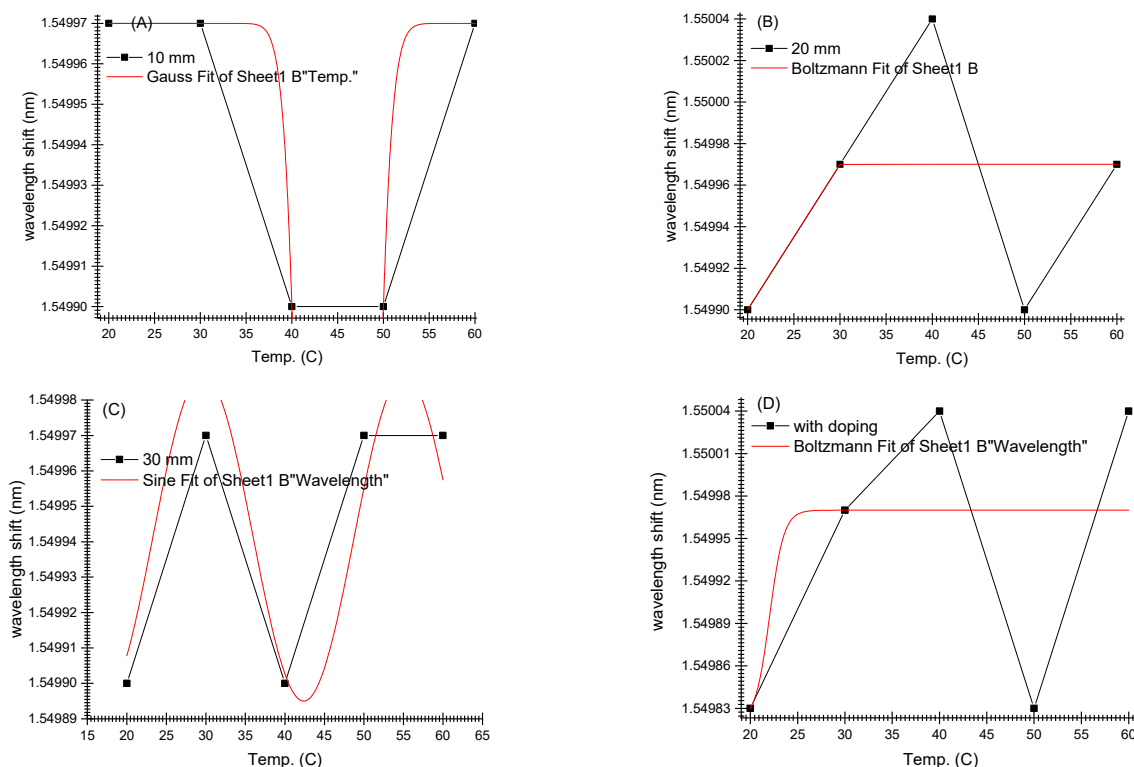 (A)
10 mm
Gauss Fit of Sheet1 B"Temp."
wavelength shift (nm)
1.54997
1.54996
1.54995
1.54994
1.54993
1.54992
1.54991
1.54990
20 25 30 35 40 45 50 55 60
Temp. (C)
(B)
20 mm
Boltzmann Fit of Sheet1 B
wavelength shift (nm)
1.55004
1.55002
1.55000
1.54998
1.54996
1.54994
1.54992
1.54990
20 25 30 35 40 45 50 55 60
Temp. (C)
(C)
30 mm
Sine Fit of Sheet1 B"Wavelength"
wavelength shift (nm)
1.54998
1.54997
1.54996
1.54995
1.54994
1.54993
1.54992
1.54991
1.54990
1.54989
15 20 25 30 35 40 45 50 55 60 65
Temp. (C)
(D)
with doping
Boltzmann Fit of Sheet1 B"Wavelength"
wavelength shift (nm)
1.55004
1.55001
1.54998
1.54995
1.54992
1.54989
1.54986
1.54983
20 25 30 35 40 45 50 55 60
Temp. (C)